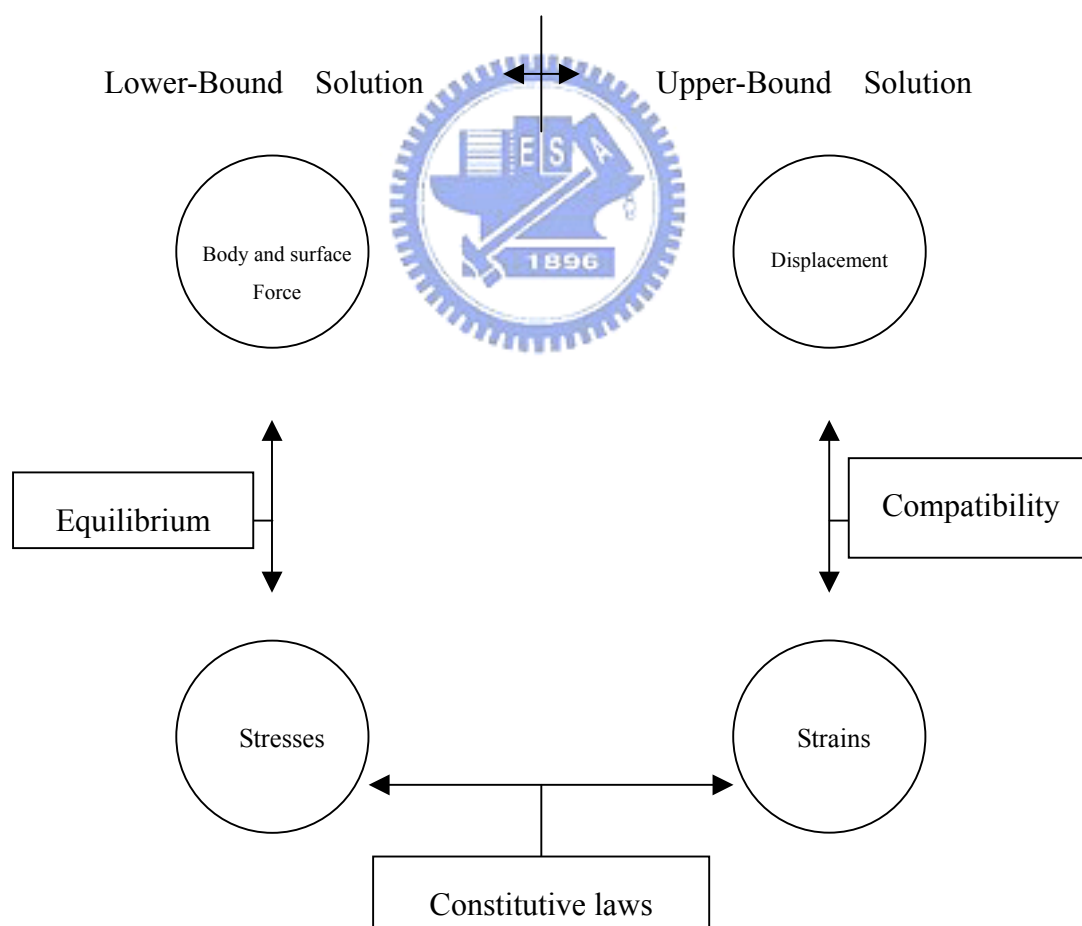 Lower-Bound Solution
Upper-Bound Solution
E S A
1896
Body and surface
Force
Displacement
Equilibrium
Compatibility
Stresses
Strains
Constitutive laws